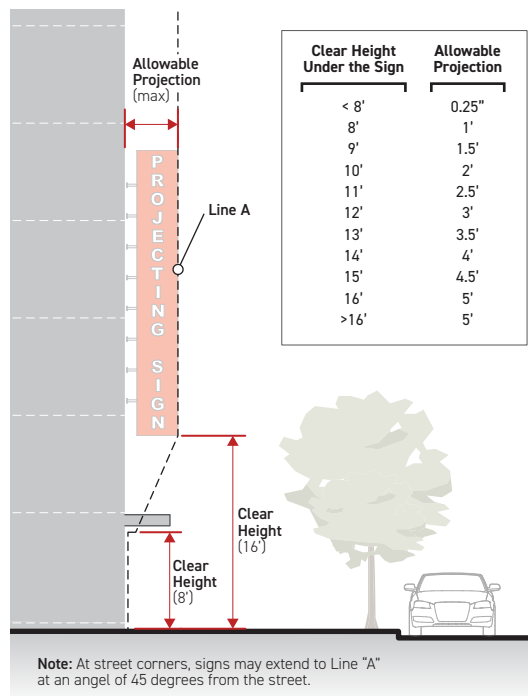 Allowable
Projection
(max)
PROJECTING SIGN
Line A
Clear Height
Under the Sign
Allowable
Projection
< 8' 0.25"
8' 1'
9' 1.5'
10' 2'
11' 2.5'
12' 3'
13' 3.5'
14' 4'
15' 4.5'
16' 5'
>16' 5'
Clear
Height
(16')
Clear
Height
(8')
Note: At street corners, signs may extend to Line "A"
at an angel of 45 degrees from the street.